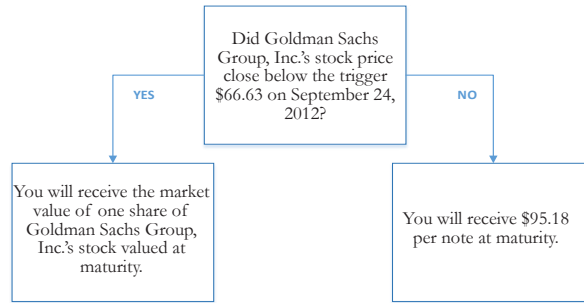 Did Goldman Sachs
Group, Inc.'s stock price
close below the trigger
$66.63 on September 24,
2012?
YES
NO
You will receive the market
value of one share of
Goldman Sachs Group,
Inc.'s stock valued at
maturity.
You will receive $95.18
per note at maturity.